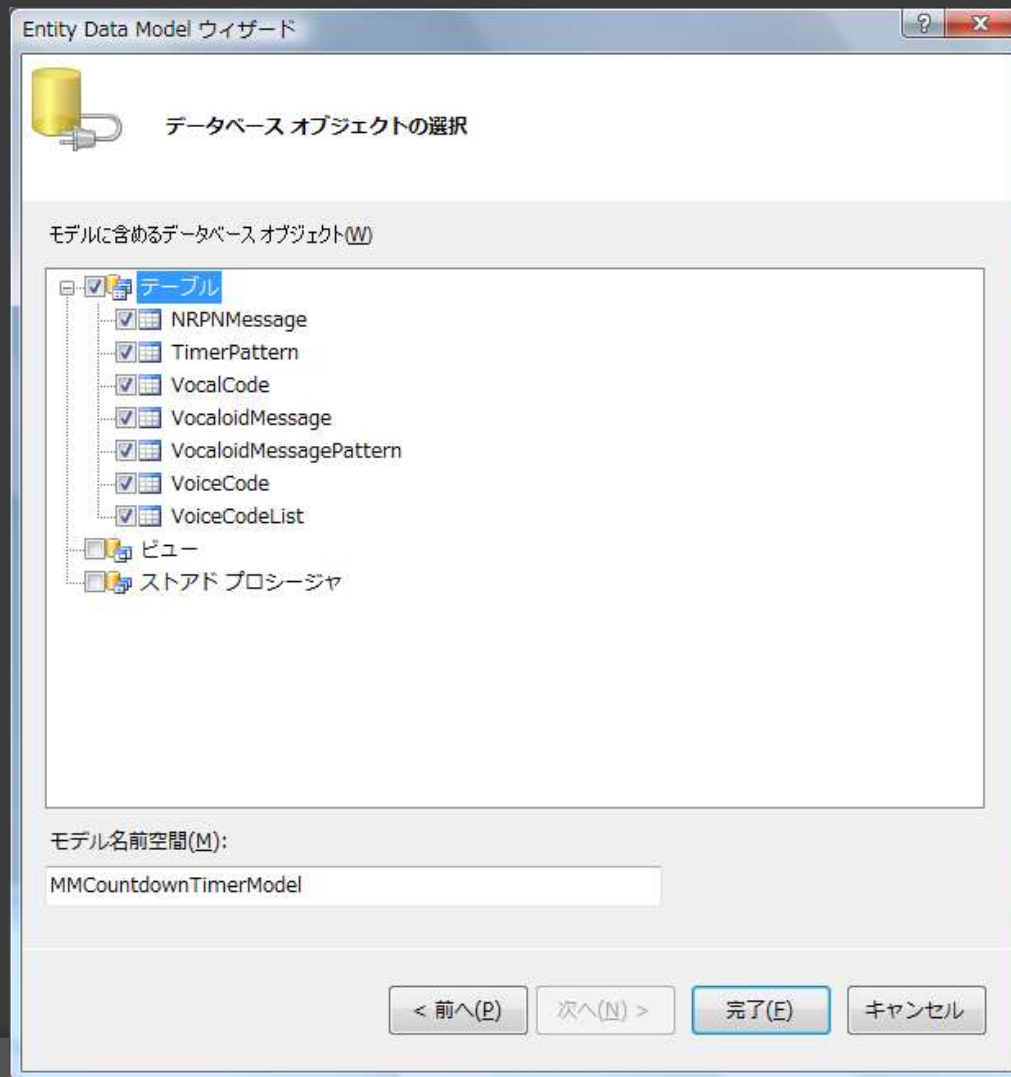 Entity Data Model ウィザード
データベース オブジェクトの選択
モデルに含めるデータベース オブジェクト(W)
テーブル
NRPNMessage
TimerPattern
VocalCode
VocaloidMessage
VocaloidMessagePattern
VoiceCode
VoiceCodeList
ビュー
ストアド プロシージャ
モデル名前空間(M):
MMCountdownTimerModel
< 前へ(P) 次へ(N) > 完了(F) キャンセル